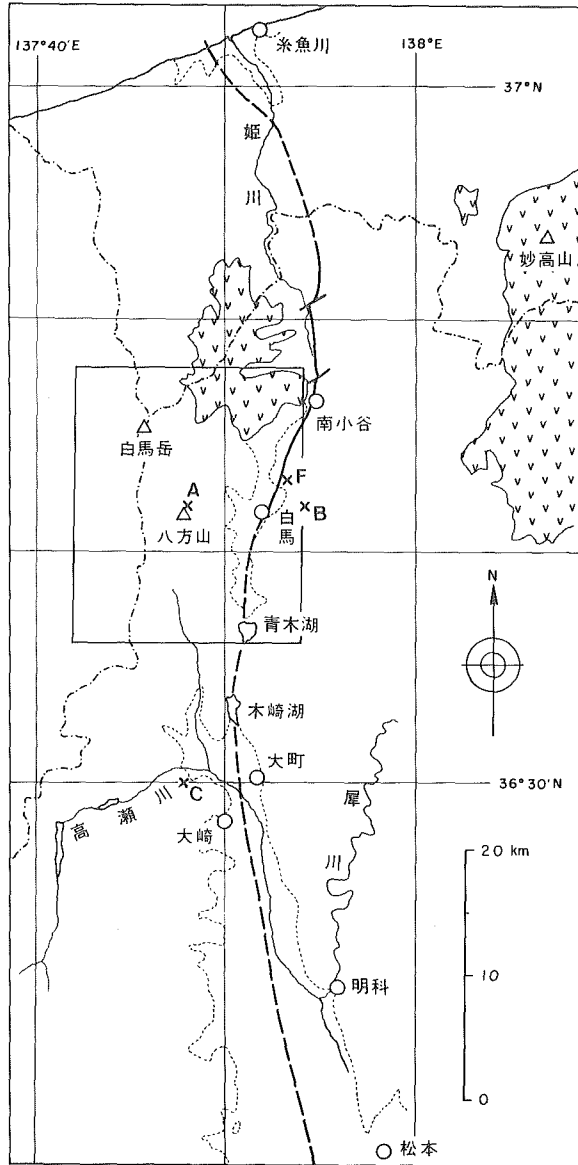 137°40′E
138°E
糸魚川
37°N
姫川
妙高山
南小谷
白馬岳
F
A
B
白馬
八方山
N
青木湖
木崎湖
大町
36°30′N
犀川
C
高瀬川
大崎
20 km
10
明科
0
松本